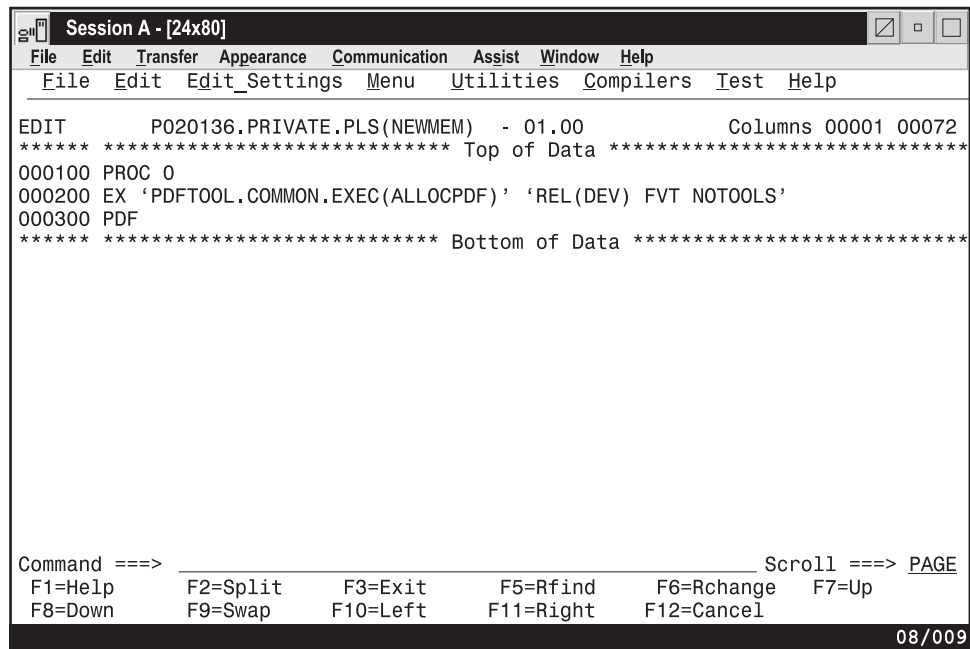 Session A - [24x80]
File Edit Transfer Appearance Communication Assist Window Help
File Edit Edit_Settings Menu Utilities Compilers Test Help
EDIT PO20136.PRIVATE.PLS(NEWMEM) - 01.00 Columns 00001 00072
****** ***************************** Top of Data ******************************
000100 PROC 0
000200 EX ‘PDFTOOL.COMMON.EXEC(ALLOCPDF)’ ‘REL(DEV) FVT NOTOOLS’
000300 PDF
****** **************************** Bottom of Data ****************************
Command ===> Scroll ===> PAGE
F1=Help F2=Split F3=Exit F5=Rfind F6=Rchange F7=Up
F8=Down F9=Swap F10=Left F11=Right F12=Cancel
08/009